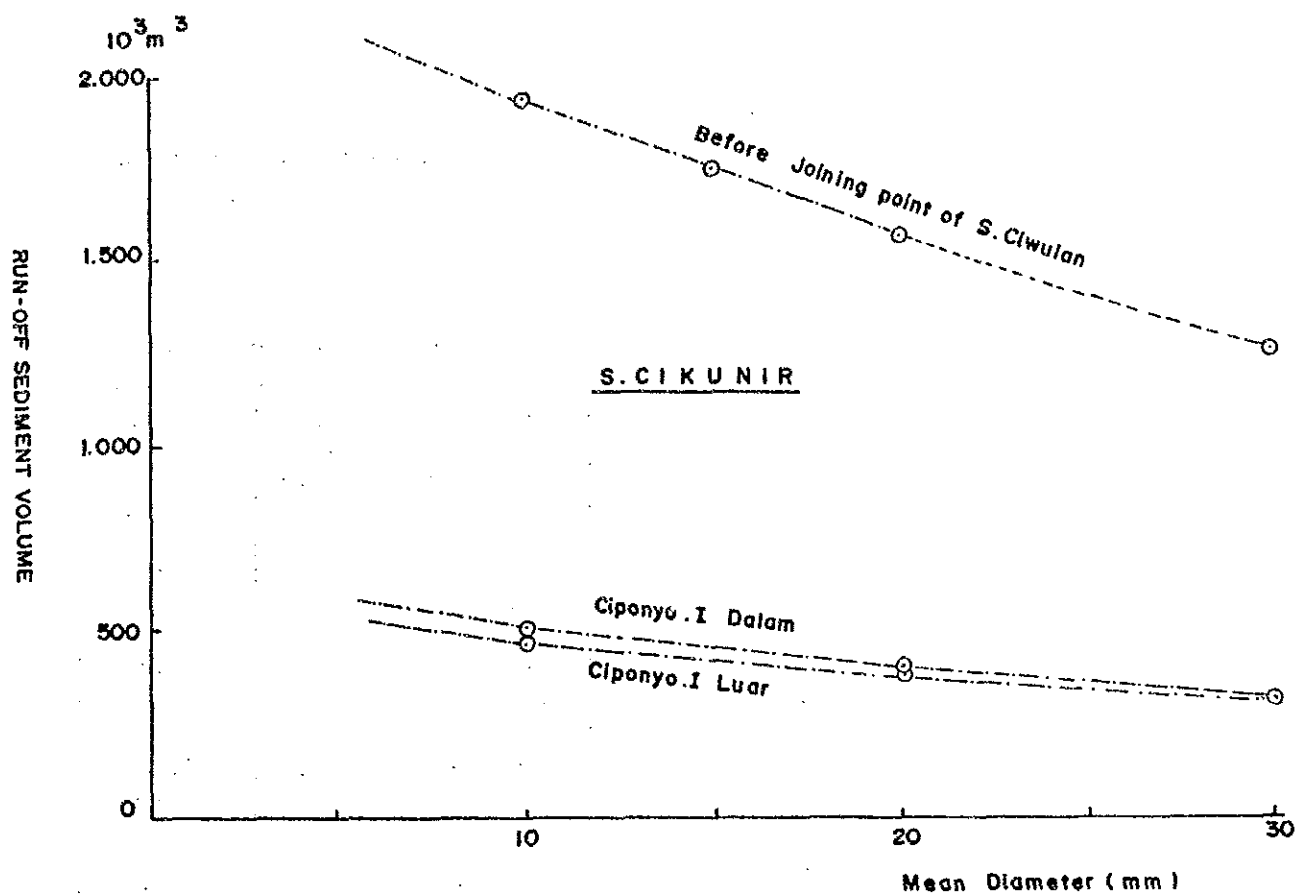 10³m³
2.000
1.500
1.000
500
0
RUN-OFF SEDIMENT VOLUME
Before Joining point of S.Ciwulan
S.CIKUNIR
Ciponyo.I Dalam
Ciponyo.I Luar
10
20
30
Mean Diameter (mm)